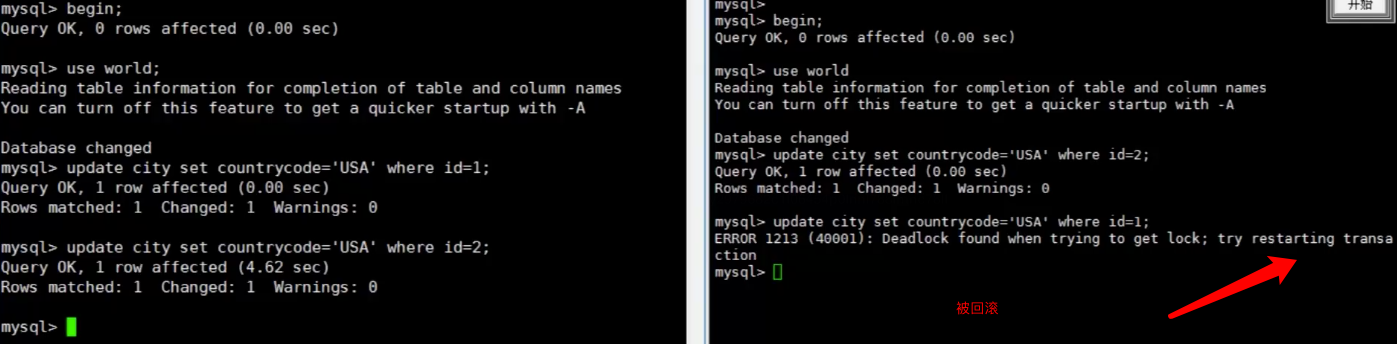 mysql> begin;
Query OK, 0 rows affected (0.00 sec)
mysql> use world;
Reading table information for completion of table and column names
You can turn off this feature to get a quicker startup with -A
Database changed
mysql> update city set countrycode='USA' where id=1;
Query OK, 1 row affected (0.00 sec)
Rows matched: 1  Changed: 1  Warnings: 0
mysql> update city set countrycode='USA' where id=2;
Query OK, 1 row affected (4.62 sec)
Rows matched: 1  Changed: 1  Warnings: 0
mysql>
mysql>
mysql> begin;
Query OK, 0 rows affected (0.00 sec)
mysql> use world
Reading table information for completion of table and column names
You can turn off this feature to get a quicker startup with -A
Database changed
mysql> update city set countrycode='USA' where id=2;
Query OK, 1 row affected (0.00 sec)
Rows matched: 1  Changed: 1  Warnings: 0
mysql> update city set countrycode='USA' where id=1;
ERROR 1213 (40001): Deadlock found when trying to get lock; try restarting transa
ction
mysql>
被回滚
开始